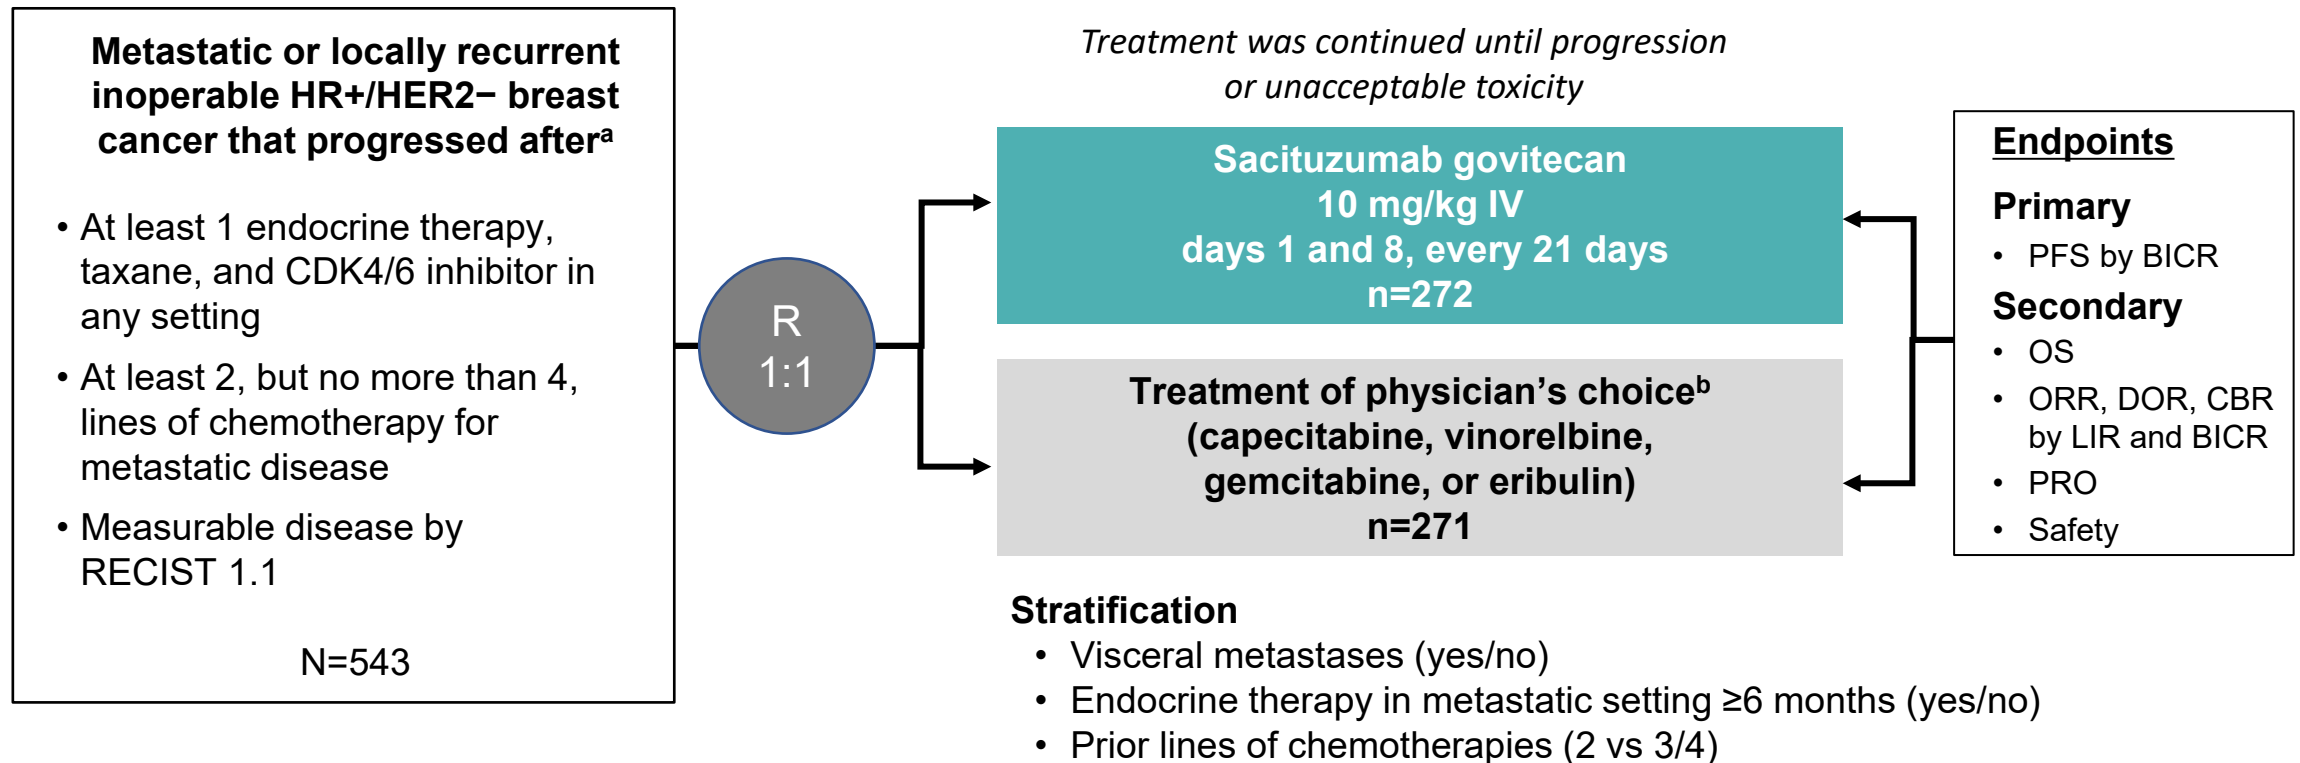 Metastatic or locally recurrent
inoperable HR+/HER2− breast
cancer that progressed afterᵃ
• At least 1 endocrine therapy,
taxane, and CDK4/6 inhibitor in
any setting
• At least 2, but no more than 4,
lines of chemotherapy for
metastatic disease
• Measurable disease by
RECIST 1.1
N=543
R
1:1
Treatment was continued until progression
or unacceptable toxicity
Sacituzumab govitecan
10 mg/kg IV
days 1 and 8, every 21 days
n=272
Treatment of physician’s choiceᵇ
(capecitabine, vinorelbine,
gemcitabine, or eribulin)
n=271
Stratification
• Visceral metastases (yes/no)
• Endocrine therapy in metastatic setting ≥6 months (yes/no)
• Prior lines of chemotherapies (2 vs 3/4)
Endpoints
Primary
• PFS by BICR
Secondary
• OS
• ORR, DOR, CBR
by LIR and BICR
• PRO
• Safety